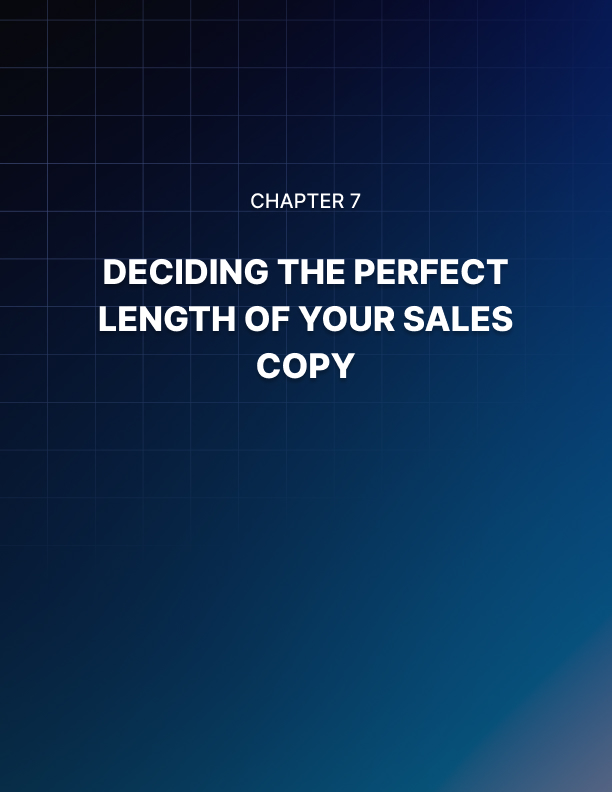 CHAPTER 7
DECIDING THE PERFECT
LENGTH OF YOUR SALES
COPY